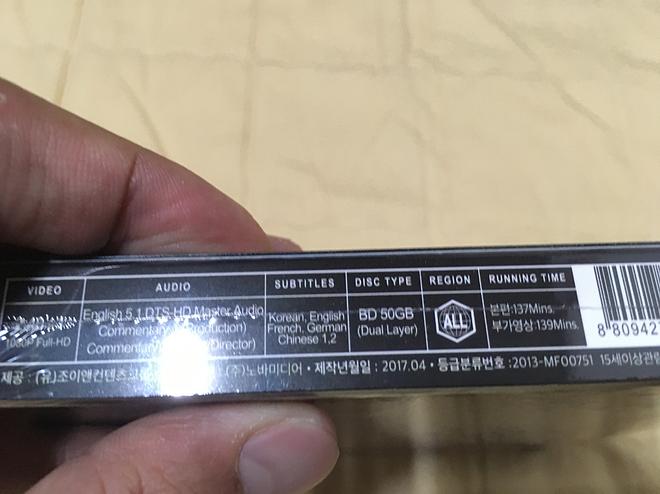 VIDEO AUDIO SUBTITLES DISC TYPE REGION RUNNING TIME
1080P Full-HD
English 5.1 DTS-HD Master Audio
Commentary (Production)
Commentary Director)
Korean, English
French, German
Chinese 1,2
BD 50GB
(Dual Layer)
ALL
본편:137Mins.
부가영상:139Mins.
8 80942
제공 : (유)조이앤컨텐츠 (주)노바미디어 • 제작년월일 : 2017.04 • 등급분류번호 :2013-MF00751 15세이상관람